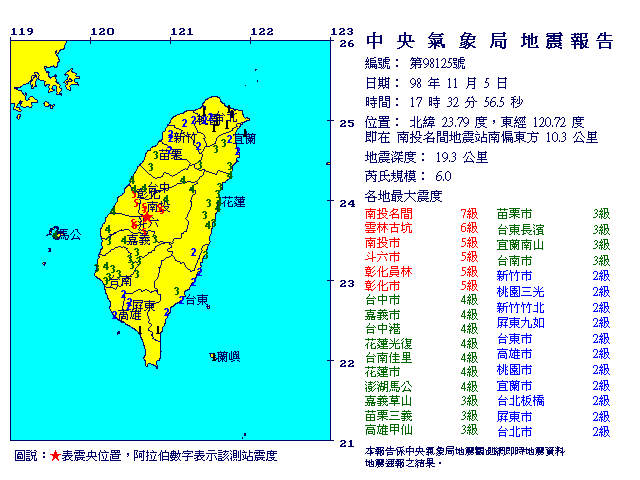 119 120 121 122 123
26
25
24
23
22
21
新竹
宜蘭
苗栗
台中
彰化
花蓮
南投
斗六
馬公
嘉義
台南
台東
屏東
高雄
蘭嶼
圖說：★表震央位置，阿拉伯數字表示該測站震度
中央氣象局地震報告
編號： 第98125號
日期： 98 年 11 月 5 日
時間： 17 時 32 分 56.5 秒
位置： 北緯 23.79 度，東經 120.72 度
即在 南投名間地震站南偏東方 10.3 公里
地震深度： 19.3 公里
芮氏規模： 6.0
各地最大震度
南投名間 7級
雲林古坑 6級
南投市 5級
斗六市 5級
彰化員林 5級
彰化市 5級
台中市 4級
嘉義市 4級
台中港 4級
花蓮光復 4級
台南佳里 4級
花蓮市 4級
澎湖馬公 4級
嘉義草山 3級
苗栗三義 3級
高雄甲仙 3級
苗栗市 3級
台東長濱 3級
宜蘭南山 3級
台南市 3級
新竹市 2級
桃園三光 2級
新竹竹北 2級
屏東九如 2級
台東市 2級
高雄市 2級
桃園市 2級
宜蘭市 2級
台北板橋 2級
屏東市 2級
台北市 2級
本報告係中央氣象局地震觀測網即時地震資料
地震速報之結果。